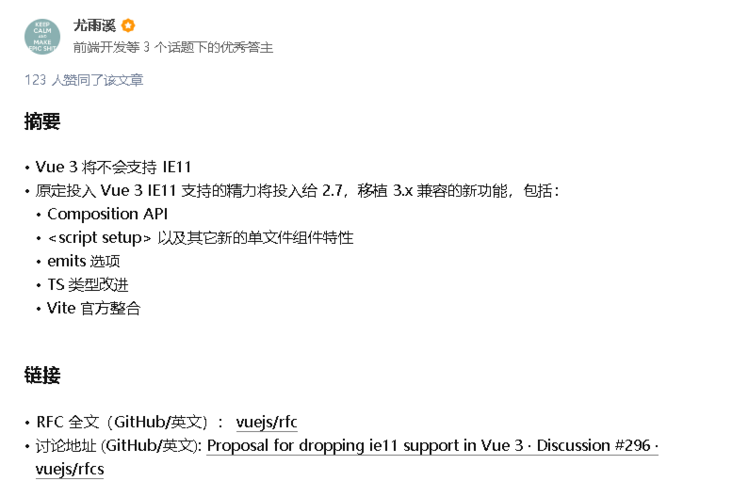 KEEP
CALM
AND
MAKE
EPIC SHIT
尤雨溪
前端开发等 3 个话题下的优秀答主
123 人赞同了该文章
摘要
• Vue 3 将不会支持 IE11
• 原定投入 Vue 3 IE11 支持的精力将投入给 2.7，移植 3.x 兼容的新功能，包括：
• Composition API
• <script setup> 以及其它新的单文件组件特性
• emits 选项
• TS 类型改进
• Vite 官方整合
链接
• RFC 全文（GitHub/英文）： vuejs/rfc
• 讨论地址 (GitHub/英文): Proposal for dropping ie11 support in Vue 3 · Discussion #296 ·
vuejs/rfcs